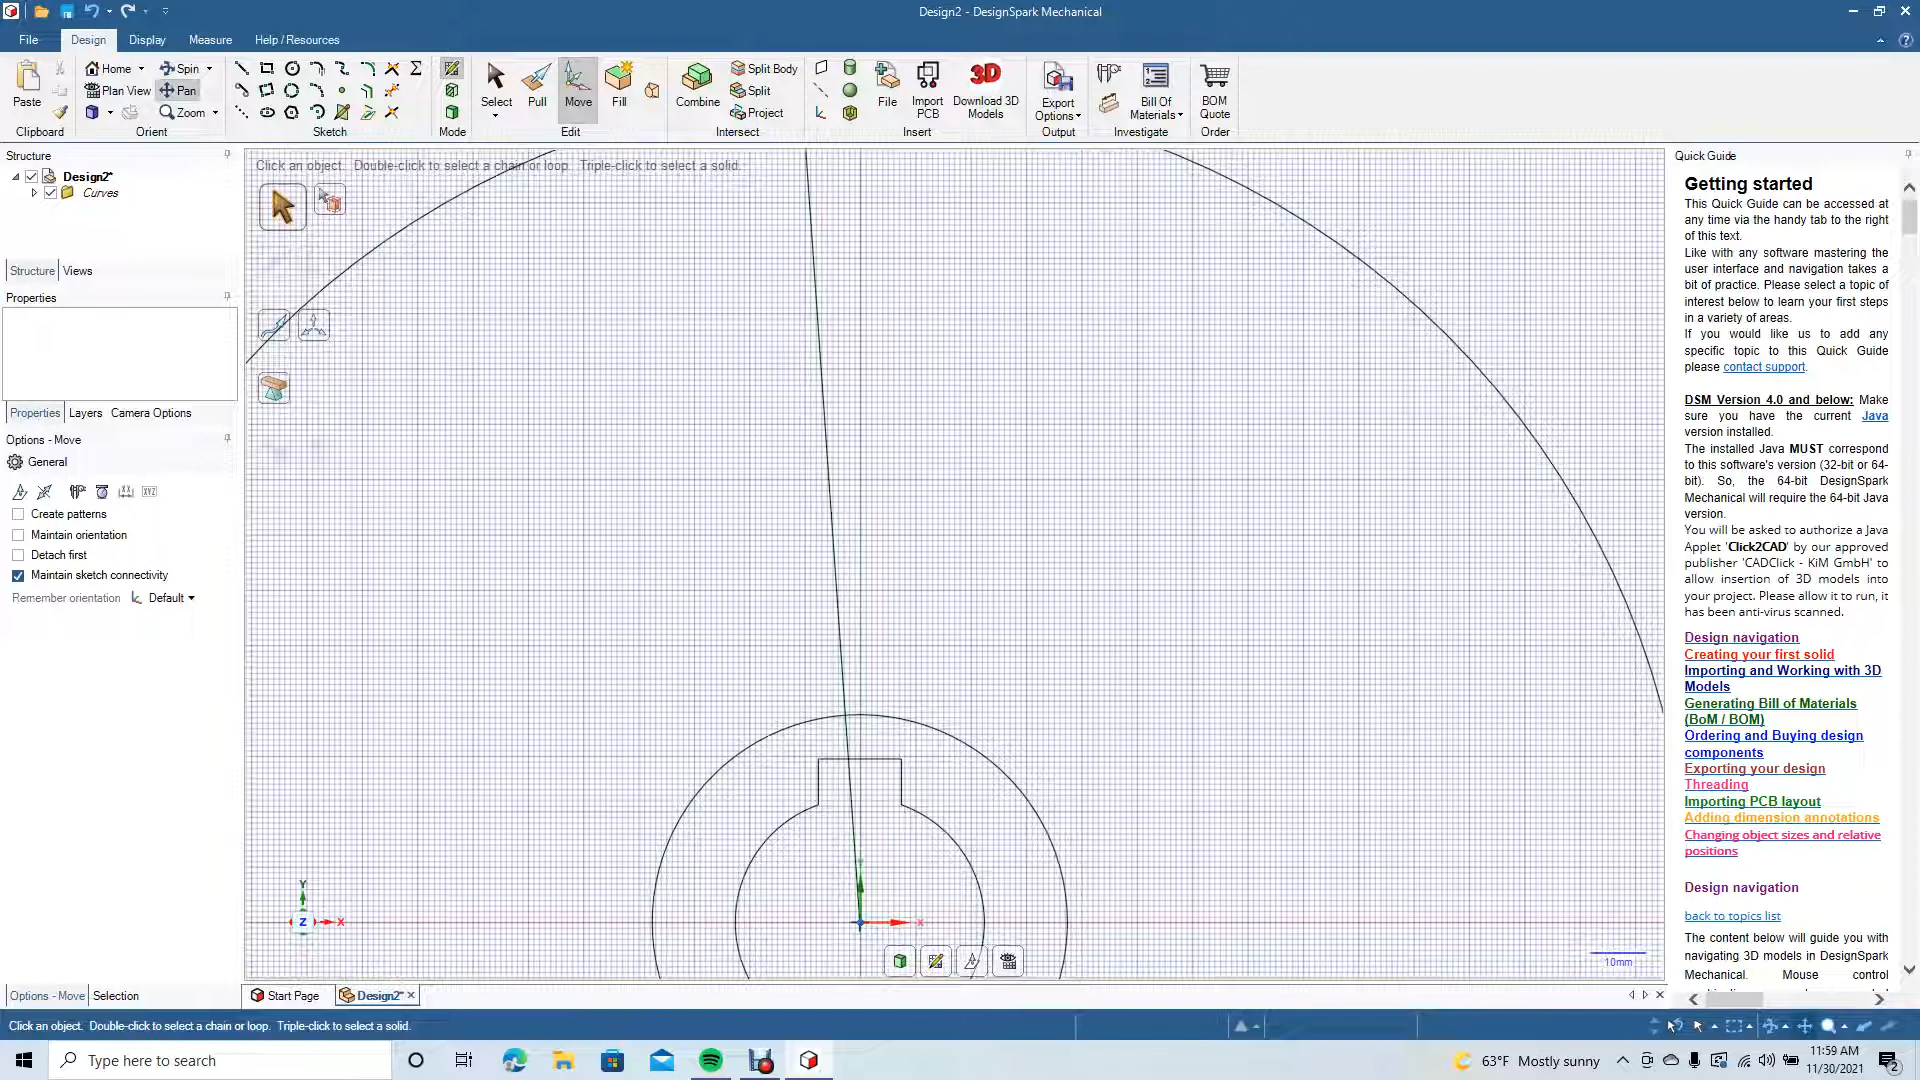 Design2 - DesignSpark Mechanical
File Design Display Measure Help / Resources
Paste Clipboard
Home Spin
Plan View Pan
Zoom
Orient
Sketch
Mode
Select Pull Move Fill
Edit
Combine Split Body
Split
Project
Intersect
File Import PCB Download 3D Models
Insert
Export Options
Output
Bill Of Materials
Investigate
BOM Quote
Order
Structure
Design2*
Curves
Structure Views
Properties
Properties Layers Camera Options
Options - Move
General
XYZ
Create patterns
Maintain orientation
Detach first
Maintain sketch connectivity
Remember orientation Default
Options - Move Selection
Click an object. Double-click to select a chain or loop. Triple-click to select a solid.
Y
Z X
X
10mm
Start Page Design2*
Quick Guide
Getting started
This Quick Guide can be accessed at
any time via the handy tab to the right
of this text.
Like with any software mastering the
user interface and navigation takes a
bit of practice. Please select a topic of
interest below to learn your first steps
in a variety of areas.
If you would like us to add any
specific topic to this Quick Guide
please contact support.
DSM Version 4.0 and below: Make
sure you have the current Java
version installed.
The installed Java MUST correspond
to this software's version (32-bit or 64-
bit). So, the 64-bit DesignSpark
Mechanical will require the 64-bit Java
version.
You will be asked to authorize a Java
Applet 'Click2CAD' by our approved
publisher 'CADClick - KiM GmbH' to
allow insertion of 3D models into
your project. Please allow it to run, it
has been anti-virus scanned.
Design navigation
Creating your first solid
Importing and Working with 3D
Models
Generating Bill of Materials
(BoM / BOM)
Ordering and Buying design
components
Exporting your design
Threading
Importing PCB layout
Adding dimension annotations
Changing object sizes and relative
positions
Design navigation
back to topics list
The content below will guide you with
navigating 3D models in DesignSpark
Mechanical. Mouse control
Click an object. Double-click to select a chain or loop. Triple-click to select a solid.
Type here to search
63°F Mostly sunny
11:59 AM
11/30/2021
2